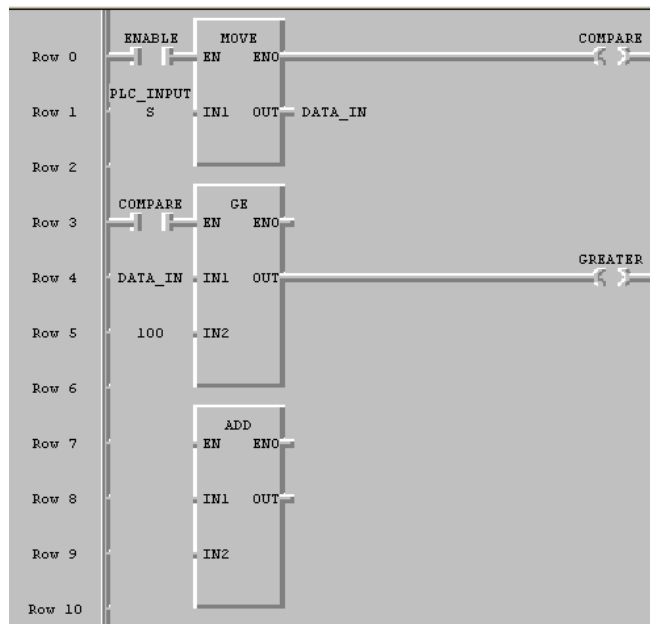 ENABLE MOVE COMPARE
Row 0 EN ENO
PLC_INPUT
Row 1 S IN1 OUT DATA_IN
Row 2
COMPARE GE
Row 3 EN ENO
GREATER
Row 4 DATA_IN IN1 OUT
Row 5 100 IN2
Row 6
ADD
Row 7 EN ENO
Row 8 IN1 OUT
Row 9 IN2
Row 10